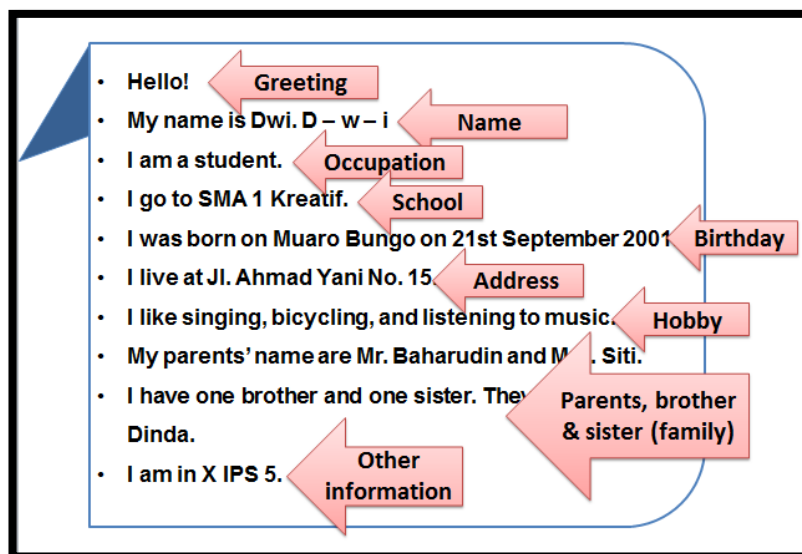 Hello!
Greeting
My name is Dwi. D – w – i
Name
I am a student.
Occupation
I go to SMA 1 Kreatif.
School
I was born on Muaro Bungo on 21st September 2001
Birthday
I live at Jl. Ahmad Yani No. 15.
Address
I like singing, bicycling, and listening to music.
Hobby
My parents' name are Mr. Baharudin and Siti.
I have one brother and one sister.
Dinda.
Parents, brother
& sister (family)
I am in X IPS 5.
Other
information